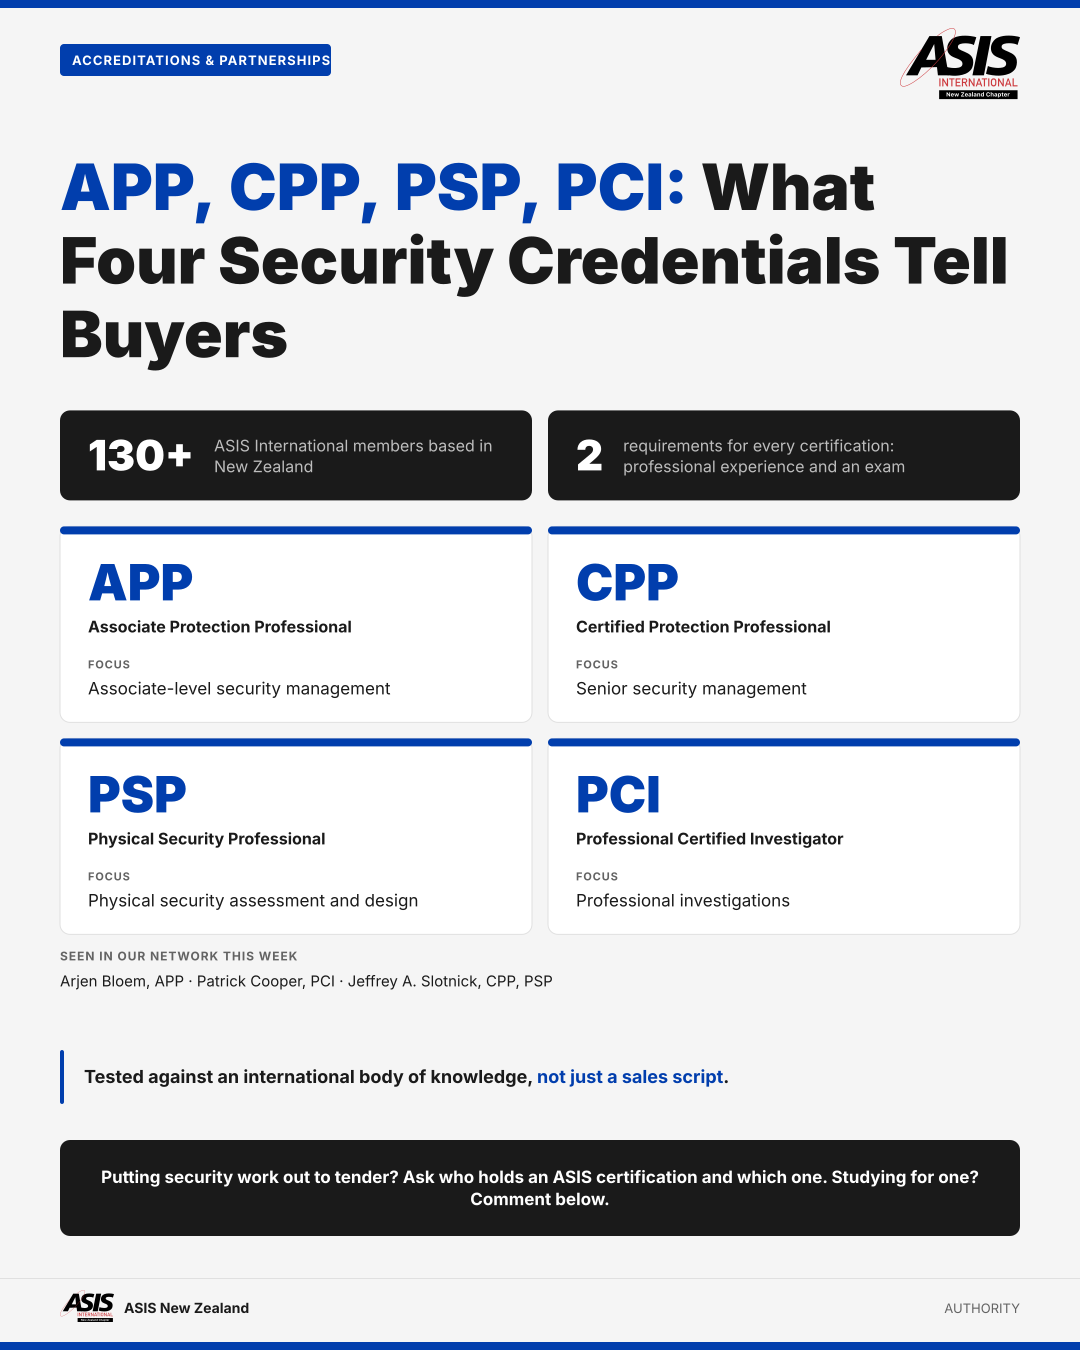 ACCREDITATIONS & PARTNERSHIPS
ASIS
INTERNATIONAL
New Zealand Chapter
APP, CPP, PSP, PCI: What
Four Security Credentials Tell
Buyers
130+
ASIS International members based in
New Zealand
2
requirements for every certification:
professional experience and an exam
APP
Associate Protection Professional
FOCUS
Associate-level security management
CPP
Certified Protection Professional
FOCUS
Senior security management
PSP
Physical Security Professional
FOCUS
Physical security assessment and design
PCI
Professional Certified Investigator
FOCUS
Professional investigations
SEEN IN OUR NETWORK THIS WEEK
Arjen Bloem, APP · Patrick Cooper, PCI · Jeffrey A. Slotnick, CPP, PSP
Tested against an international body of knowledge, not just a sales script.
Putting security work out to tender? Ask who holds an ASIS certification and which one. Studying for one?
Comment below.
ASIS
INTERNATIONAL
New Zealand Chapter
ASIS New Zealand
AUTHORITY